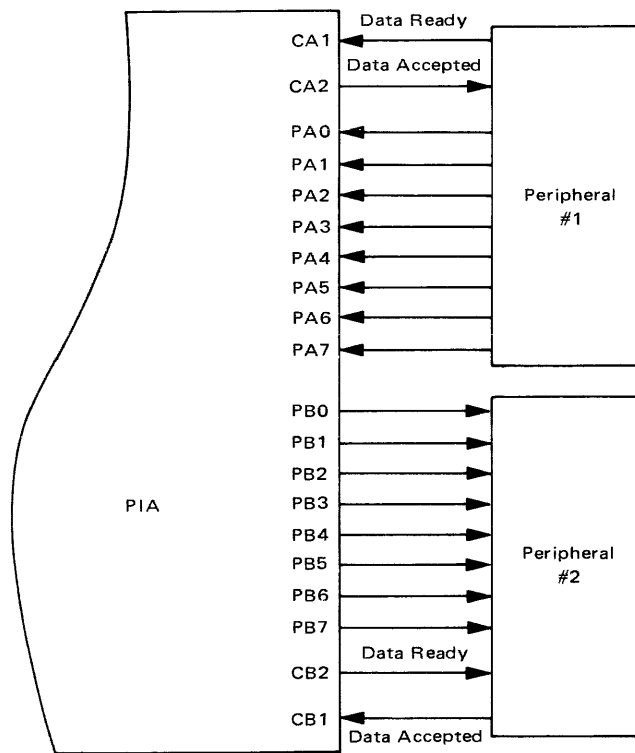 Data Ready
CA1
Data Accepted
CA2
PA0
PA1
PA2
Peripheral
#1
PA3
PA4
PA5
PA6
PA7
PB0
PB1
PB2
PB3
PIA
PB4
Peripheral
#2
PB5
PB6
PB7
Data Ready
CB2
CB1
Data Accepted